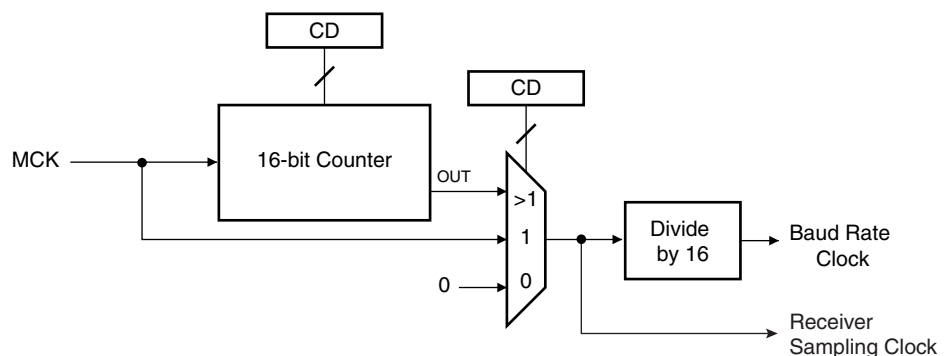 CD
CD
MCK
16-bit Counter
OUT
>1
1
0
0
Divide
by 16
Baud Rate
Clock
Receiver
Sampling Clock